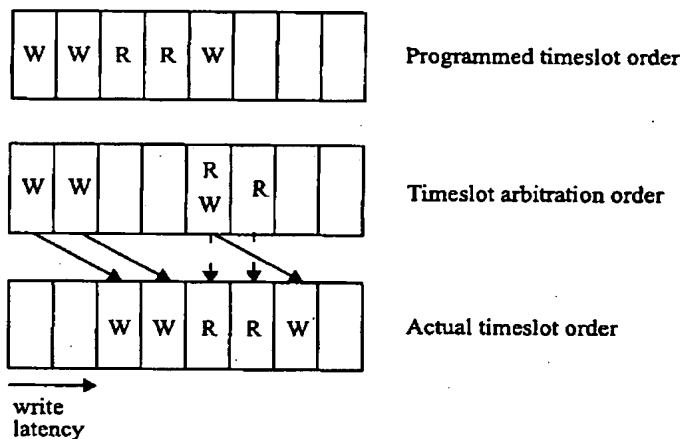 W W R R W Programmed timeslot order
R
W W W R Timeslot arbitration order
W W R R W Actual timeslot order
write
latency